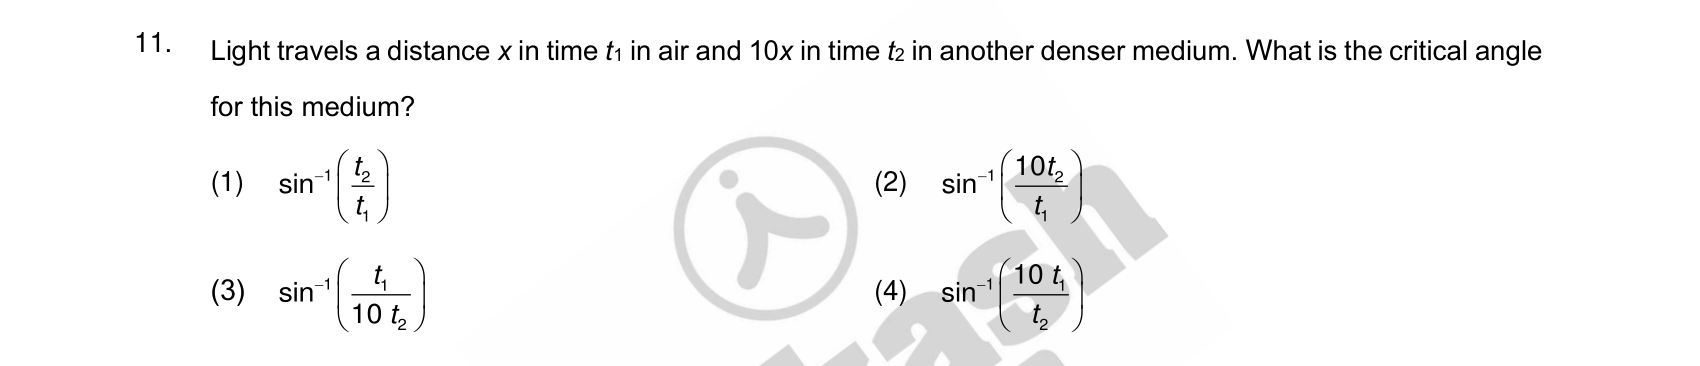 11. Light travels a distance x in time t₁ in air and 10x in time t₂ in another denser medium. What is the critical angle
for this medium?
(1) sin⁻¹(t₂/t₁) (2) sin⁻¹(10t₂/t₁)
(3) sin⁻¹(t₁/10 t₂) (4) sin⁻¹(10 t₁/t₂)